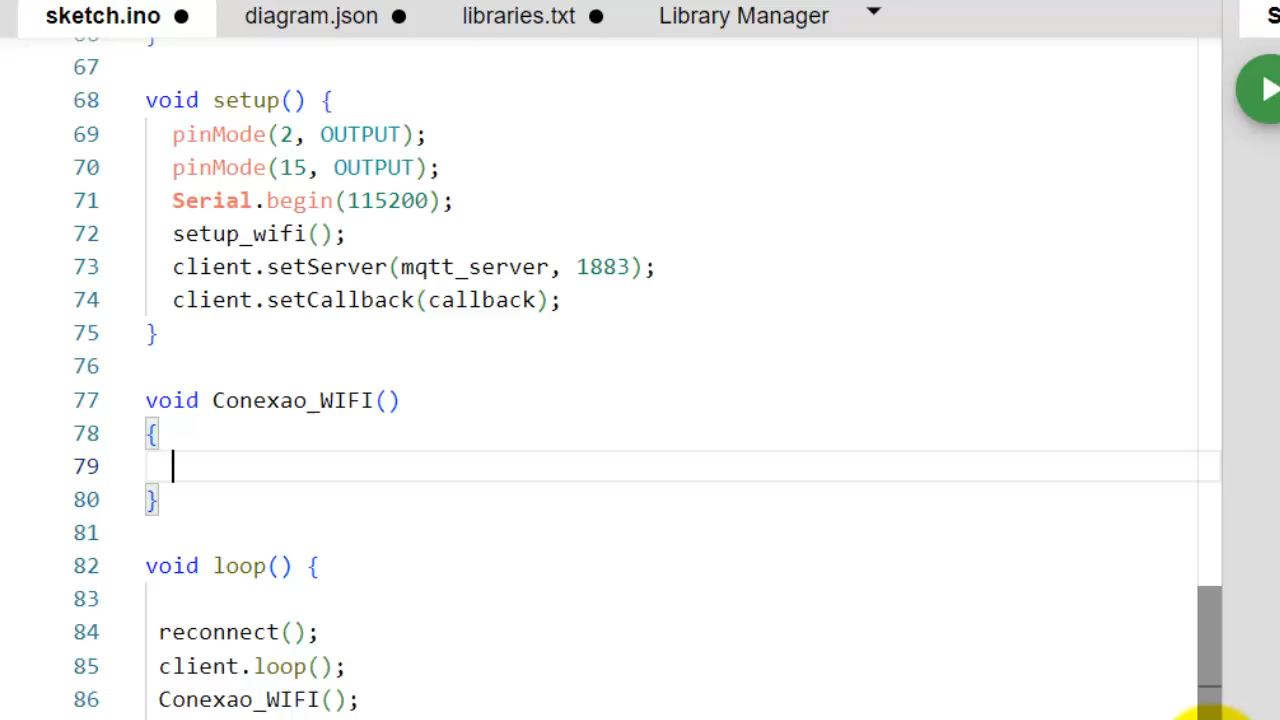 sketch.ino ● diagram.json ● libraries.txt ● Library Manager
67
68 void setup() {
69 pinMode(2, OUTPUT);
70 pinMode(15, OUTPUT);
71 Serial.begin(115200);
72 setup_wifi();
73 client.setServer(mqtt_server, 1883);
74 client.setCallback(callback);
75 }
76
77 void Conexao_WIFI()
78 {
79
80 }
81
82 void loop() {
83
84 reconnect();
85 client.loop();
86 Conexao_WIFI();